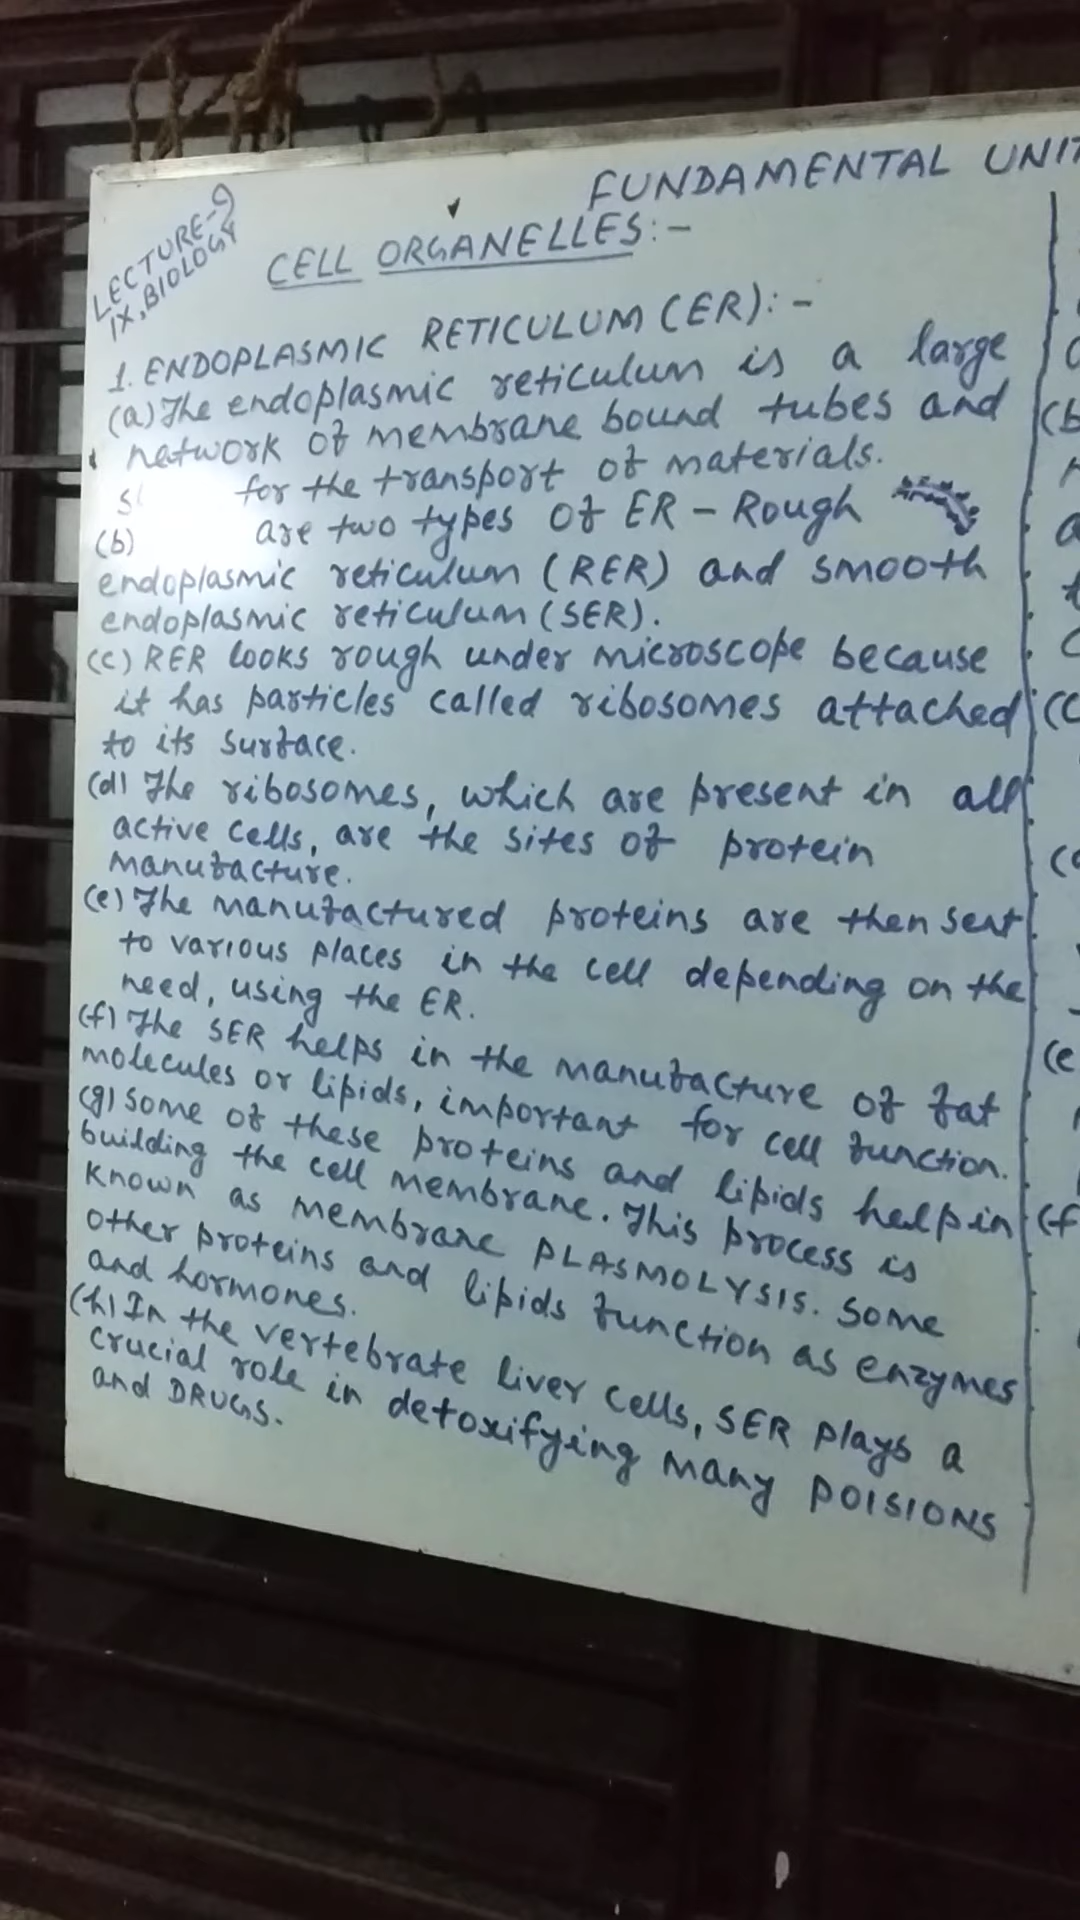 LECTURE-9
IX, BIOLOGY
FUNDAMENTAL UNIT
CELL ORGANELLES:-
1. ENDOPLASMIC RETICULUM (ER):-
(a) The endoplasmic reticulum is a large
network of membrane bound tubes and
for the transport of materials.
(b) are two types of ER - Rough
endoplasmic reticulum (RER) and smooth
endoplasmic reticulum (SER).
(c) RER looks rough under microscope because
it has particles called ribosomes attached
to its surface.
(d) The ribosomes, which are present in all
active cells, are the sites of protein
manufacture.
(e) The manufactured proteins are then sent
to various places in the cell depending on the
need, using the ER.
(f) The SER helps in the manufacture of fat
molecules or lipids, important for cell function.
(g) Some of these proteins and lipids help in
building the cell membrane. This process is
known as membrane PLASMOLYSIS. Some
other proteins and lipids function as enzymes
and hormones.
(h) In the vertebrate liver cells, SER plays a
crucial role in detoxifying many POISIONS
and DRUGS.